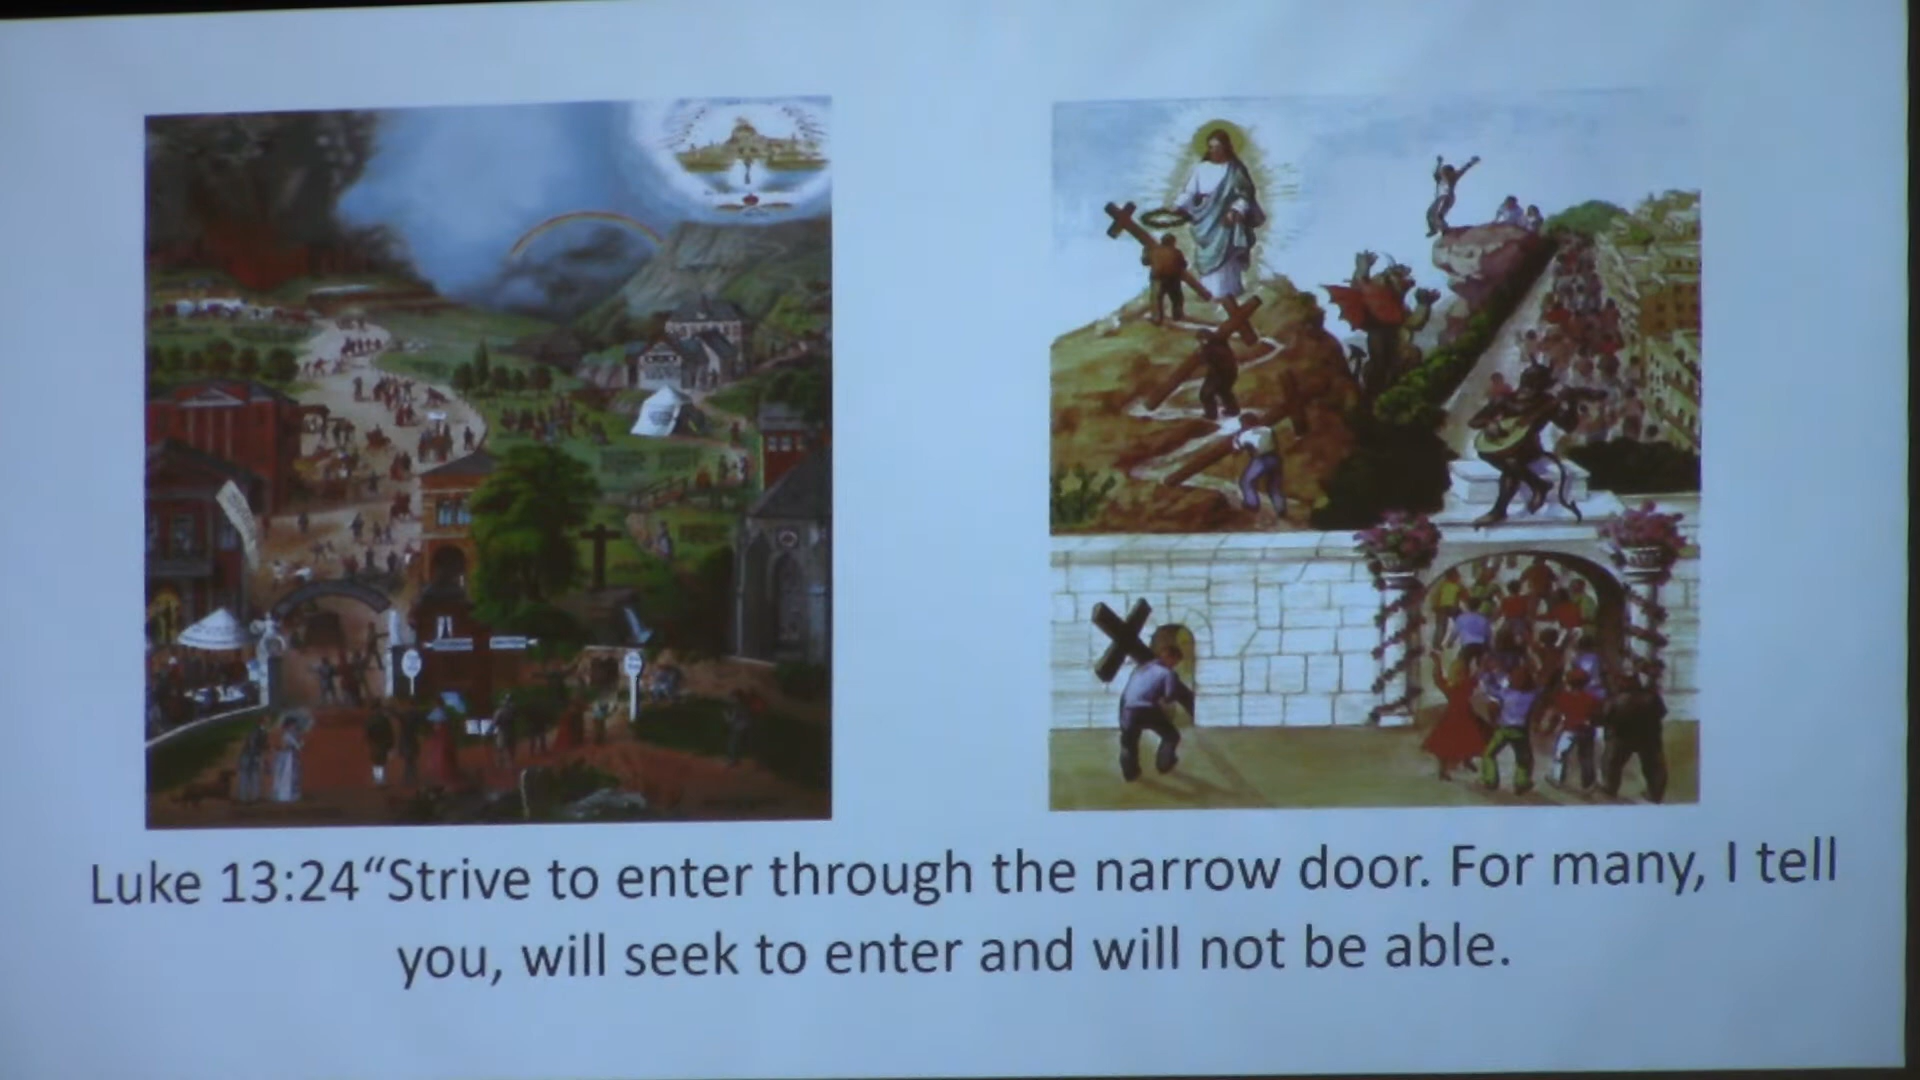 Luke 13:24“Strive to enter through the narrow door. For many, I tell
you, will seek to enter and will not be able.